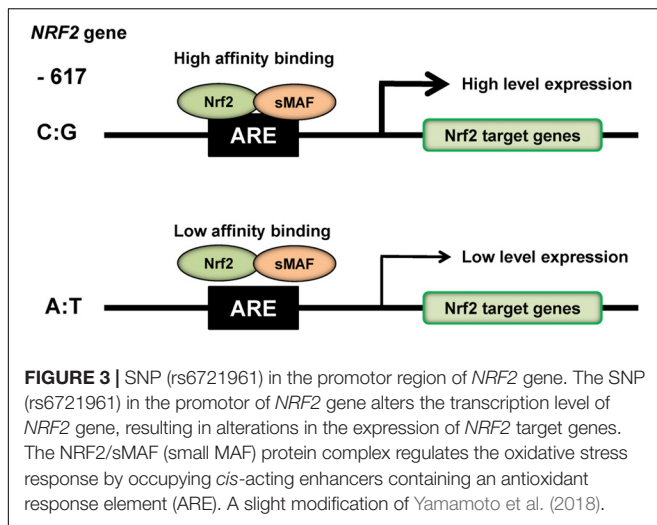 NRF2 gene
- 617
High affinity binding
Nrf2 sMAF
High level expression
C:G
ARE
Nrf2 target genes
Low affinity binding
Nrf2 sMAF
Low level expression
A:T
ARE
Nrf2 target genes
FIGURE 3 | SNP (rs6721961) in the promotor region of NRF2 gene. The SNP
(rs6721961) in the promotor of NRF2 gene alters the transcription level of
NRF2 gene, resulting in alterations in the expression of NRF2 target genes.
The NRF2/sMAF (small MAF) protein complex regulates the oxidative stress
response by occupying cis-acting enhancers containing an antioxidant
response element (ARE). A slight modification of Yamamoto et al. (2018).